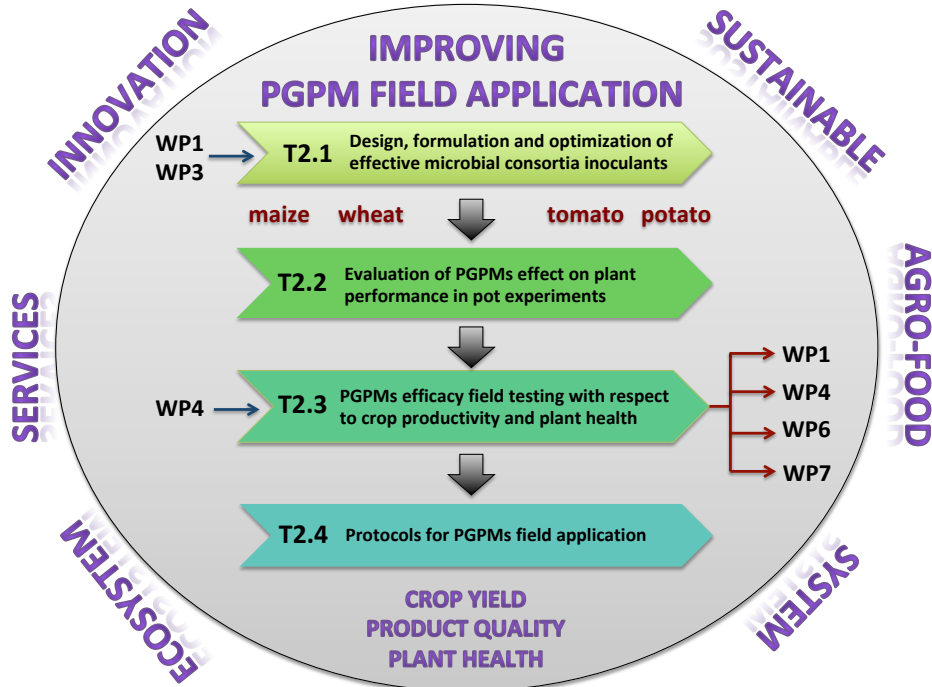 IMPROVING
PGPM FIELD APPLICATION
INNOVATION
SUSTAINABLE
WP1
WP3
T2.1
Design, formulation and optimization of
effective microbial consortia inoculants
maize wheat tomato potato
T2.2
Evaluation of PGPMs effect on plant
performance in pot experiments
SERVICES
AGRO-FOOD
WP4
T2.3
PGPMs efficacy field testing with respect
to crop productivity and plant health
WP1
WP4
WP6
WP7
T2.4
Protocols for PGPMs field application
ECOSYSTEM
SYSTEM
CROP YIELD
PRODUCT QUALITY
PLANT HEALTH